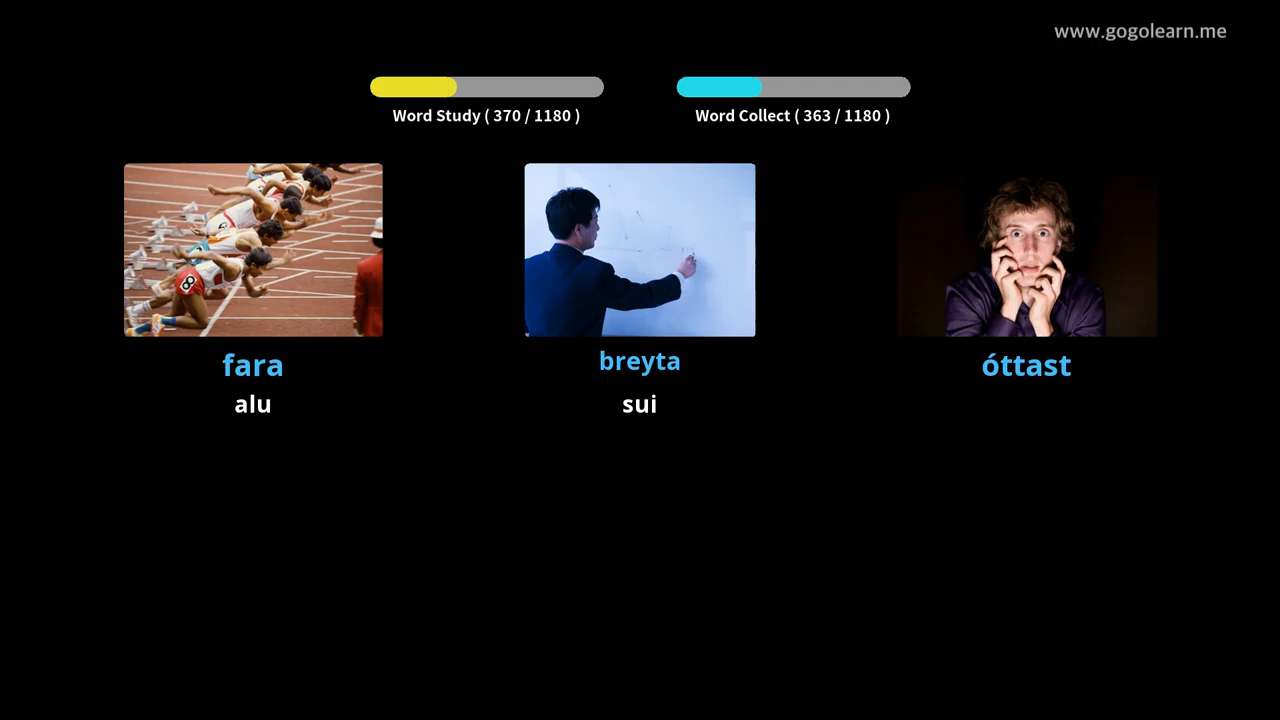 www.gogolearn.me
Word Study ( 370 / 1180 )
Word Collect ( 363 / 1180 )
fara
breyta
óttast
alu
sui